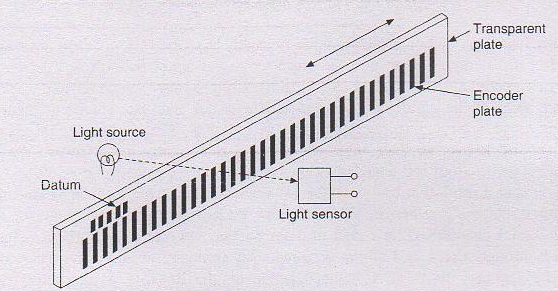 Transparent
plate
Encoder
plate
Light source
Datum
Light sensor